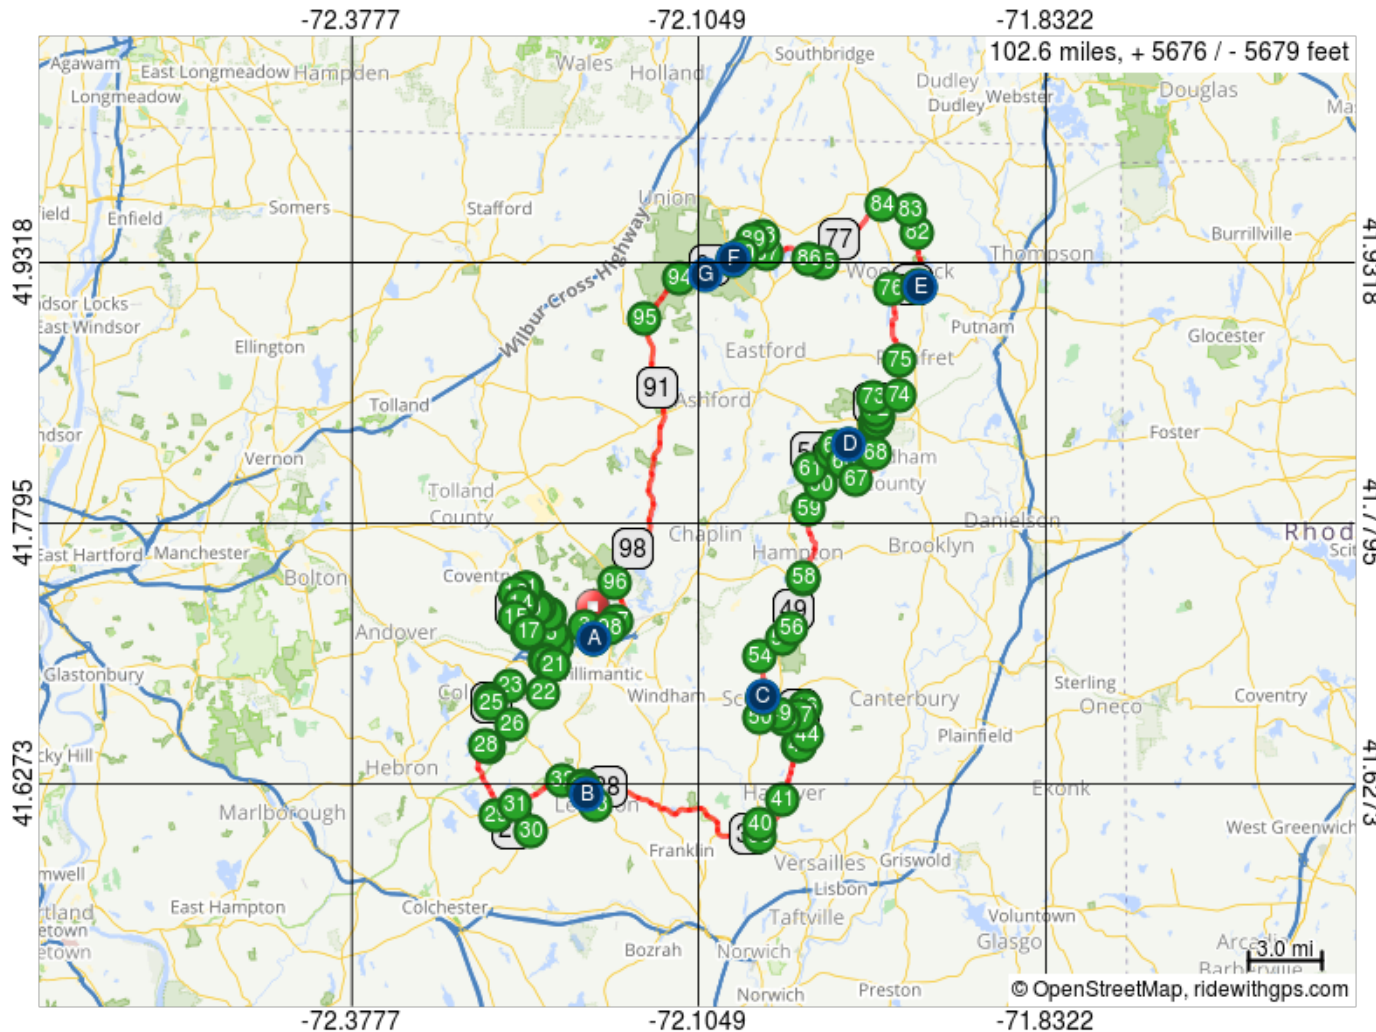 -72.3777 -72.1049 -71.8322
102.6 miles, + 5676 / - 5679 feet
Agawam
East Longmeadow Hampden
Wales
Holland
Southbridge
Longmeadow
Dudley
Dudley
Webster
Douglas
Union
Enfield
Somers
Stafford
Wilbur Cross Highway
Thompson
Burrillville
41.9318
41.9318
84 83
82
77
86
94 G F
E
76
95
East Windsor
Ellington
Eastford
Putnam
Glocester
75
91
Ashford
73 74
Tolland
Vernon
D
68
61
67
59
Foster
Tolland
County
41.7795
41.7795
Chaplin
Hampton
Danielson
Brooklyn
East Hartford Manchester
Bolton
Coventry
98
96
58
49
56
54
Andover
15
17
A
21
22
23
25
26
28
Glastonbury
Willimantic
Windham
C
Canterbury
Sterling
Oneco
Coventry
Plainfield
44
Hebron
Marlborough
41.6273
41.6273
31
30
B
41
40
Ekonk
West Greenwich
Franklin
Versailles
Griswold
Lisbon
East Hampton
Colchester
Taftville
Voluntown
Glasgo
Bozrah
Norwich
Norwich
Preston
3.0 mi
© OpenStreetMap, ridewithgps.com
-72.3777 -72.1049 -71.8322